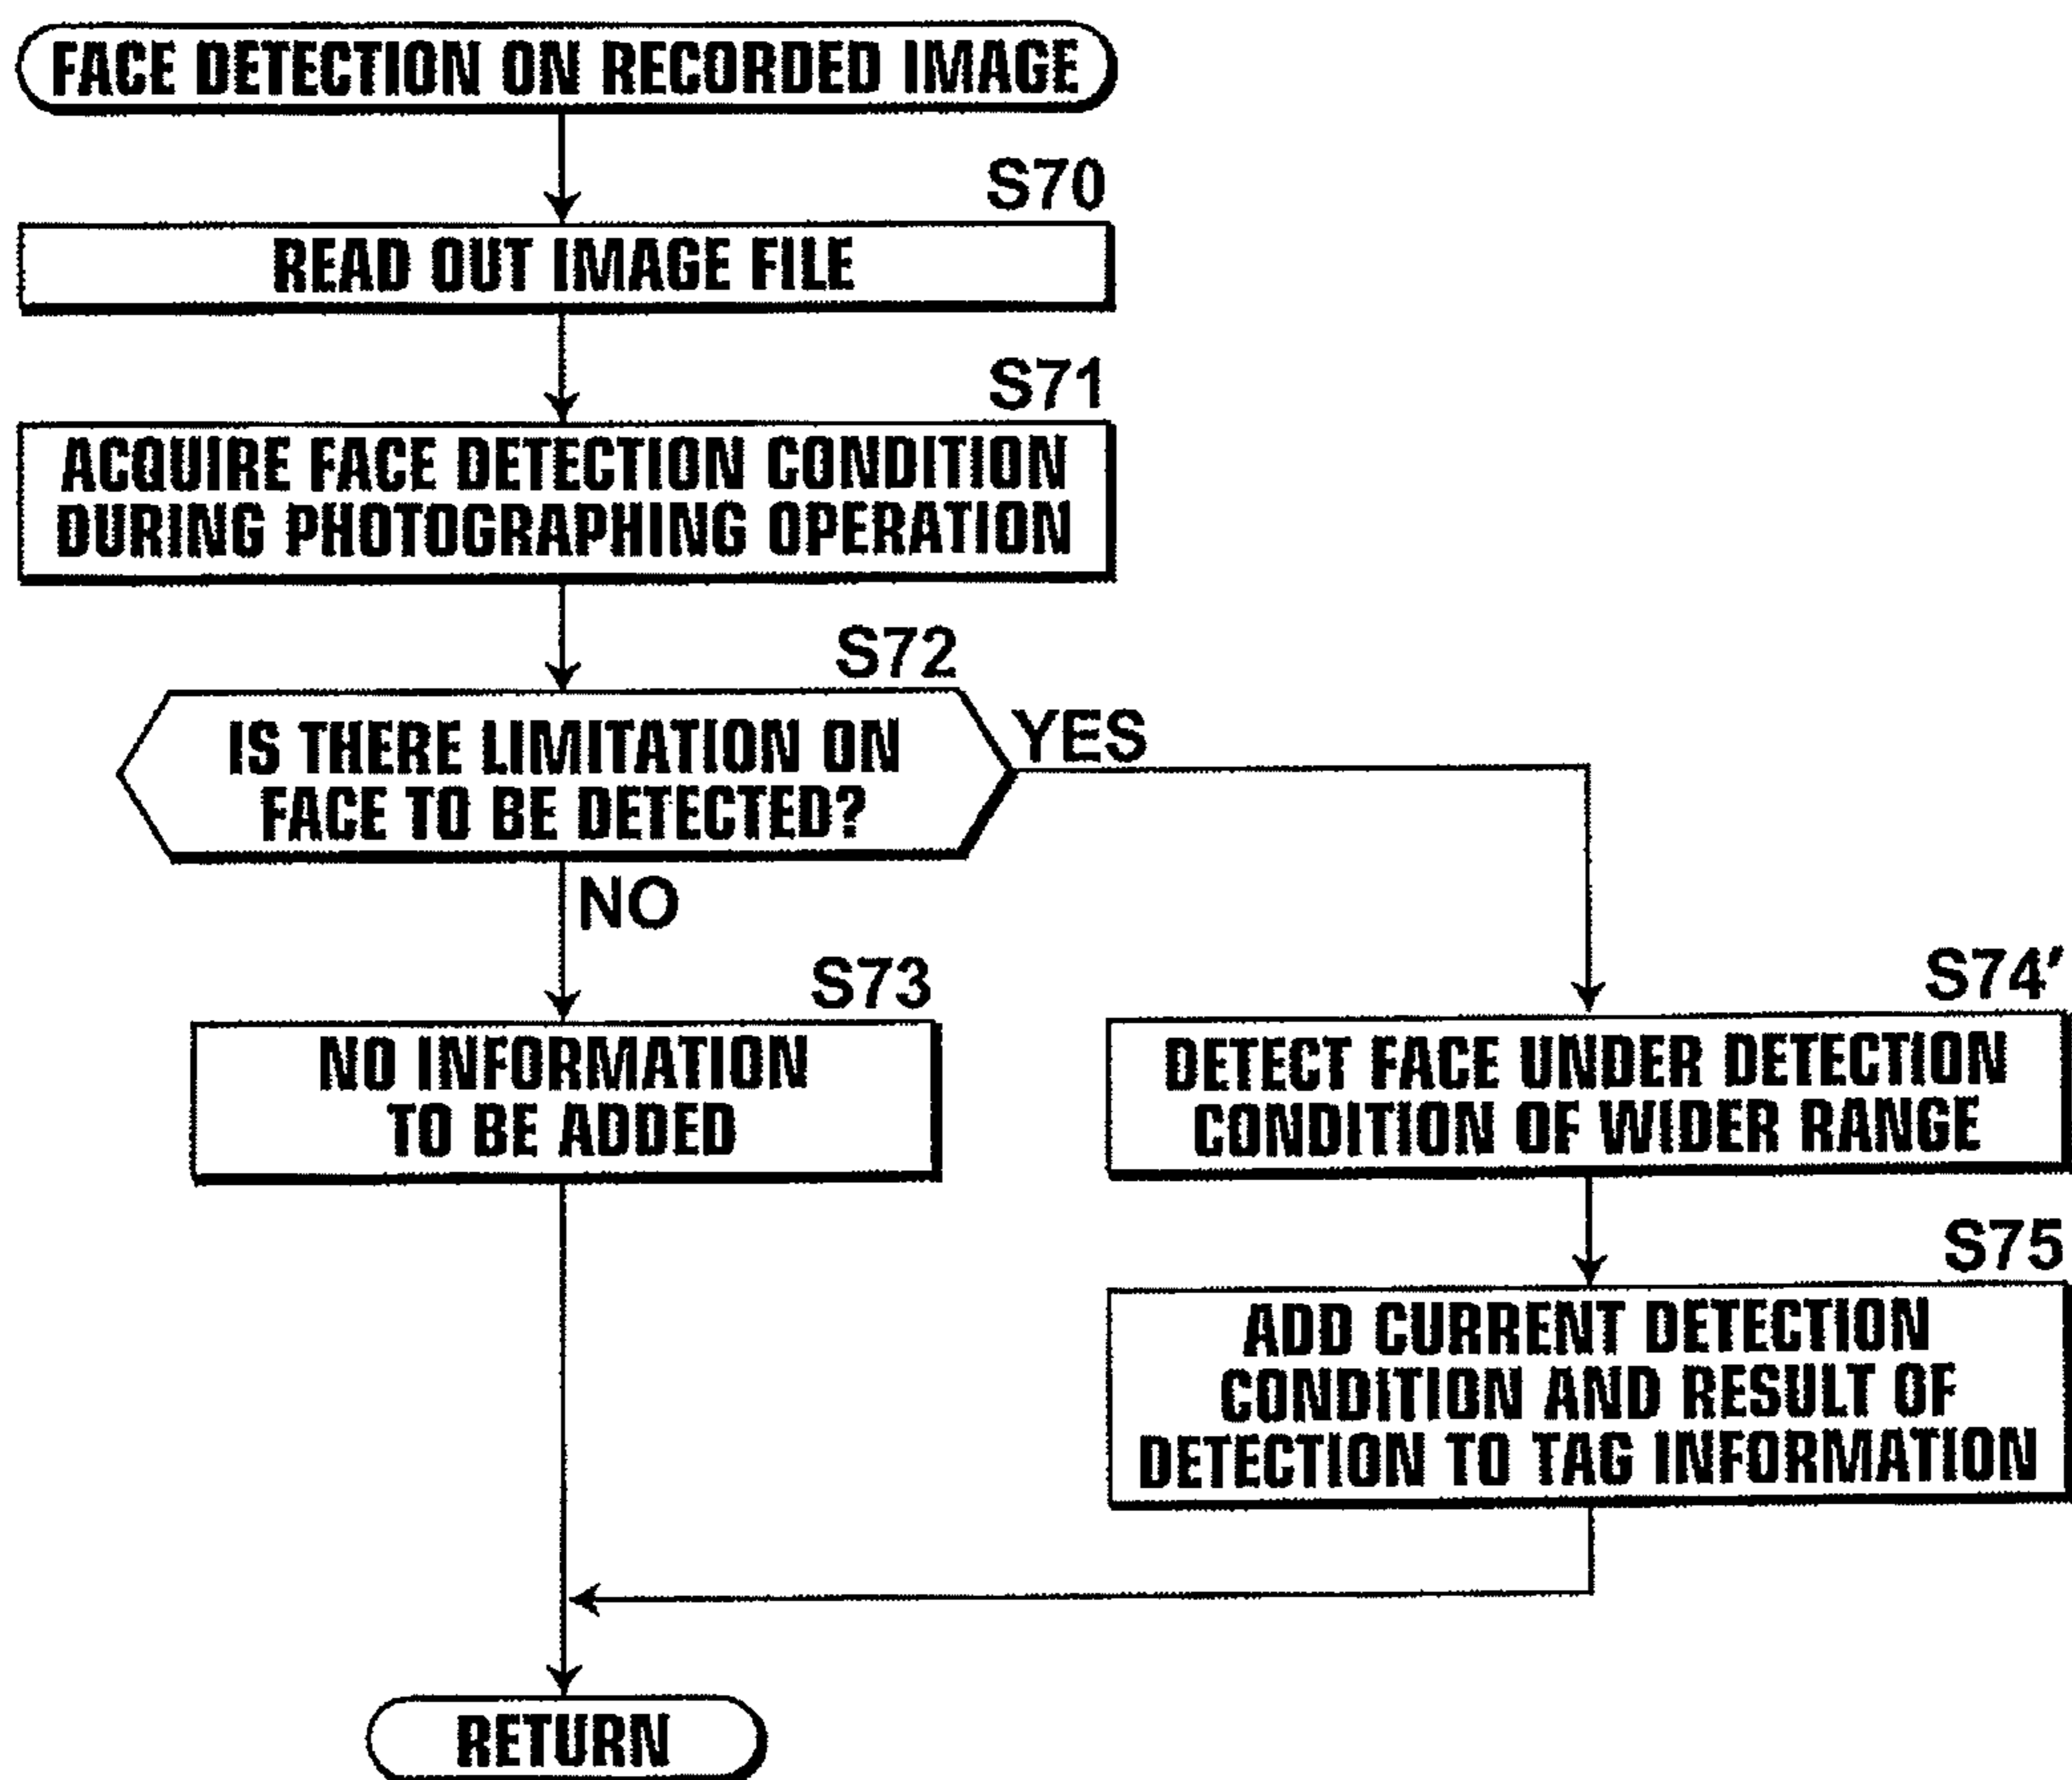 FACE DETECTION ON RECORDED IMAGE
S70
READ OUT IMAGE FILE
S71
ACQUIRE FACE DETECTION CONDITION
DURING PHOTOGRAPHING OPERATION
S72
IS THERE LIMITATION ON
FACE TO BE DETECTED?
YES
NO
S73
NO INFORMATION
TO BE ADDED
S74′
DETECT FACE UNDER DETECTION
CONDITION OF WIDER RANGE
S75
ADD CURRENT DETECTION
CONDITION AND RESULT OF
DETECTION TO TAG INFORMATION
RETURN